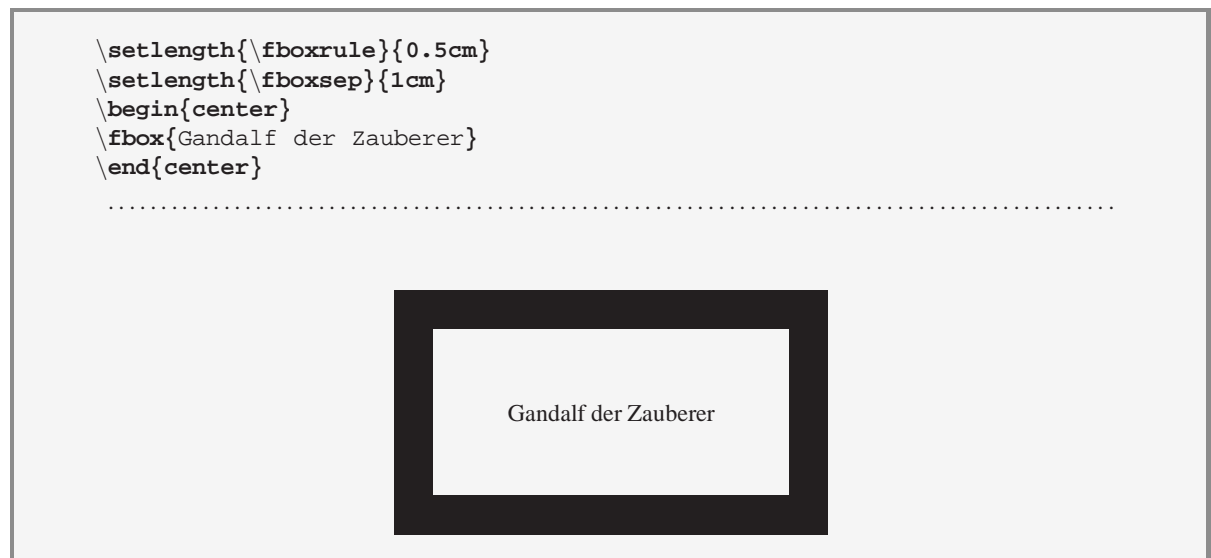 \setlength{\fboxrule}{0.5cm}
\setlength{\fboxsep}{1cm}
\begin{center}
\fbox{Gandalf der Zauberer}
\end{center}
Gandalf der Zauberer